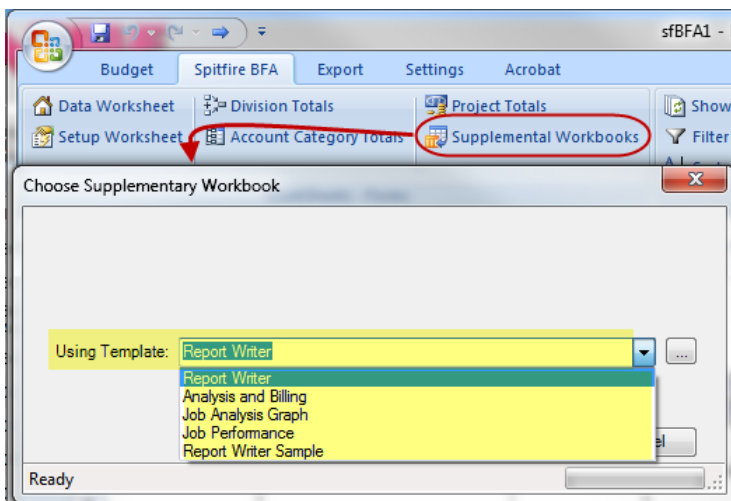 sfBFA1 -
Budget Spitfire BFA Export Settings Acrobat
Data Worksheet Division Totals Project Totals Show
Setup Worksheet Account Category Totals Supplemental Workbooks Filter
Choose Supplementary Workbook
Using Template: Report Writer ...
Report Writer
Analysis and Billing
Job Analysis Graph
Job Performance
Report Writer Sample
Ready